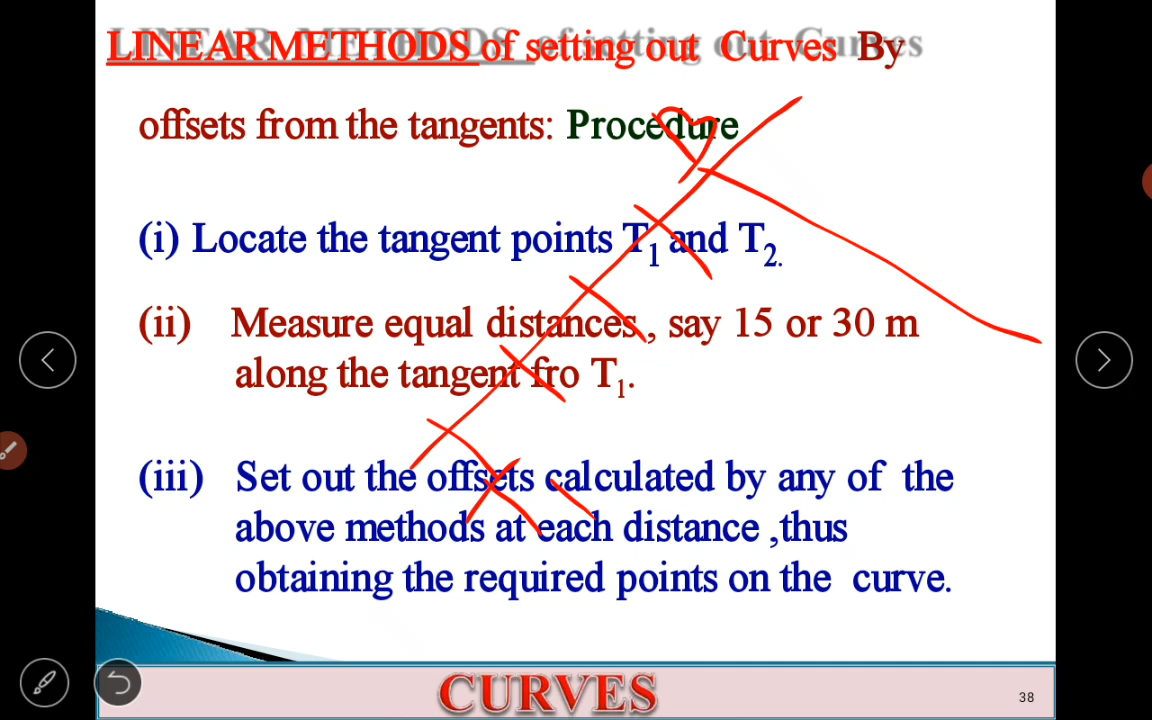 LINEAR METHODS of setting out Curves By
offsets from the tangents: Procedure
B
(i) Locate the tangent points T1 and T2.
(ii) Measure equal distances , say 15 or 30 m
along the tangent fro T1.
(iii) Set out the offsets calculated by any of the
above methods at each distance ,thus
obtaining the required points on the curve.
CURVES
38